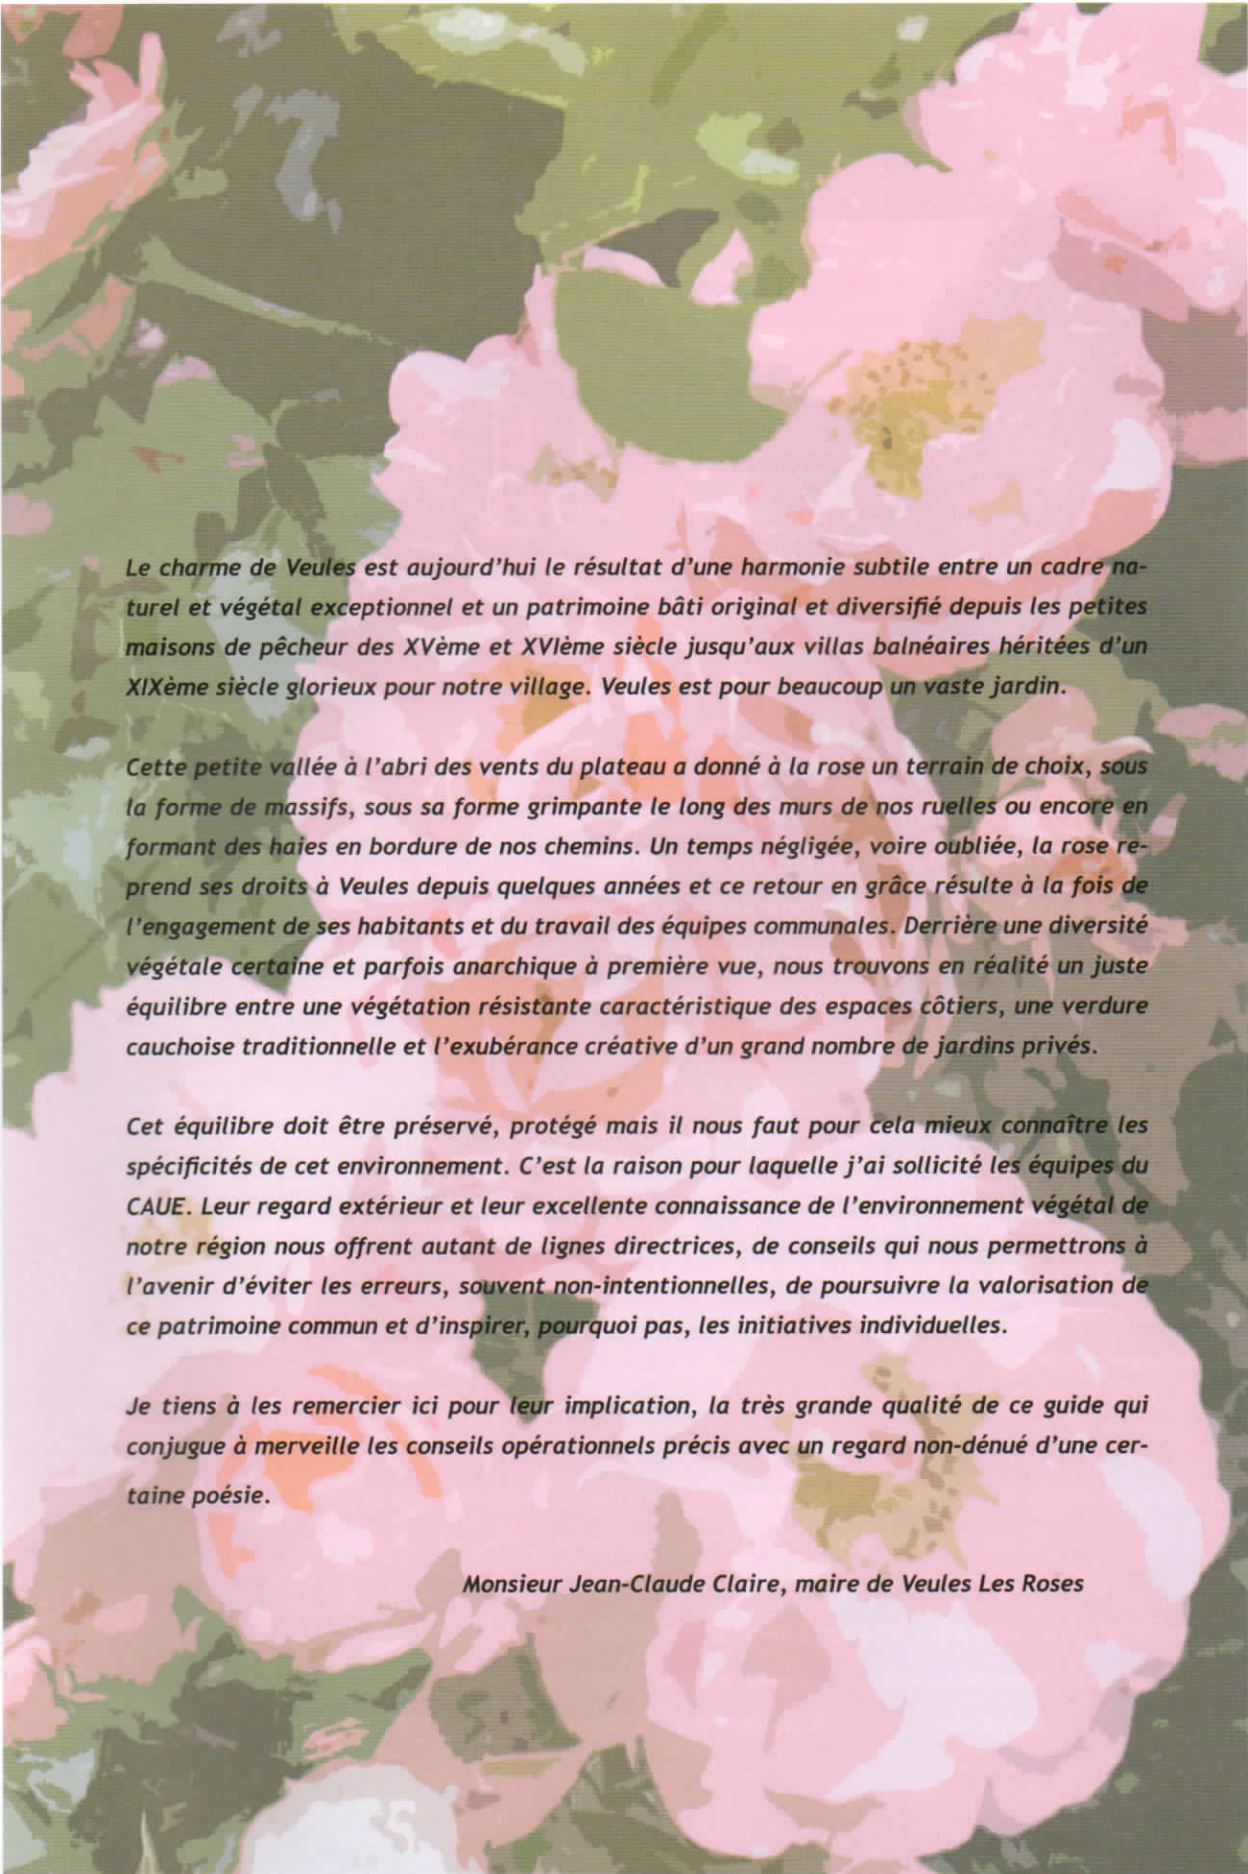 Le charme de Veules est aujourd'hui le résultat d'une harmonie subtile entre un cadre na-
turel et végétal exceptionnel et un patrimoine bâti original et diversifié depuis les petites
maisons de pêcheur des XVème et XVIème siècle jusqu'aux villas balnéaires héritées d'un
XIXème siècle glorieux pour notre village. Veules est pour beaucoup un vaste jardin.
Cette petite vallée à l'abri des vents du plateau a donné à la rose un terrain de choix, sous
la forme de massifs, sous sa forme grimpante le long des murs de nos ruelles ou encore en
formant des haies en bordure de nos chemins. Un temps négligée, voire oubliée, la rose re-
prend ses droits à Veules depuis quelques années et ce retour en grâce résulte à la fois de
l'engagement de ses habitants et du travail des équipes communales. Derrière une diversité
végétale certaine et parfois anarchique à première vue, nous trouvons en réalité un juste
équilibre entre une végétation résistante caractéristique des espaces côtiers, une verdure
cauchoise traditionnelle et l'exubérance créative d'un grand nombre de jardins privés.
Cet équilibre doit être préservé, protégé mais il nous faut pour cela mieux connaître les
spécificités de cet environnement. C'est la raison pour laquelle j'ai sollicité les équipes du
CAUE. Leur regard extérieur et leur excellente connaissance de l'environnement végétal de
notre région nous offrent autant de lignes directrices, de conseils qui nous permettrons à
l'avenir d'éviter les erreurs, souvent non-intentionnelles, de poursuivre la valorisation de
ce patrimoine commun et d'inspirer, pourquoi pas, les initiatives individuelles.
Je tiens à les remercier ici pour leur implication, la très grande qualité de ce guide qui
conjugue à merveille les conseils opérationnels précis avec un regard non-dénué d'une cer-
taine poésie.
Monsieur Jean-Claude Claire, maire de Veules Les Roses